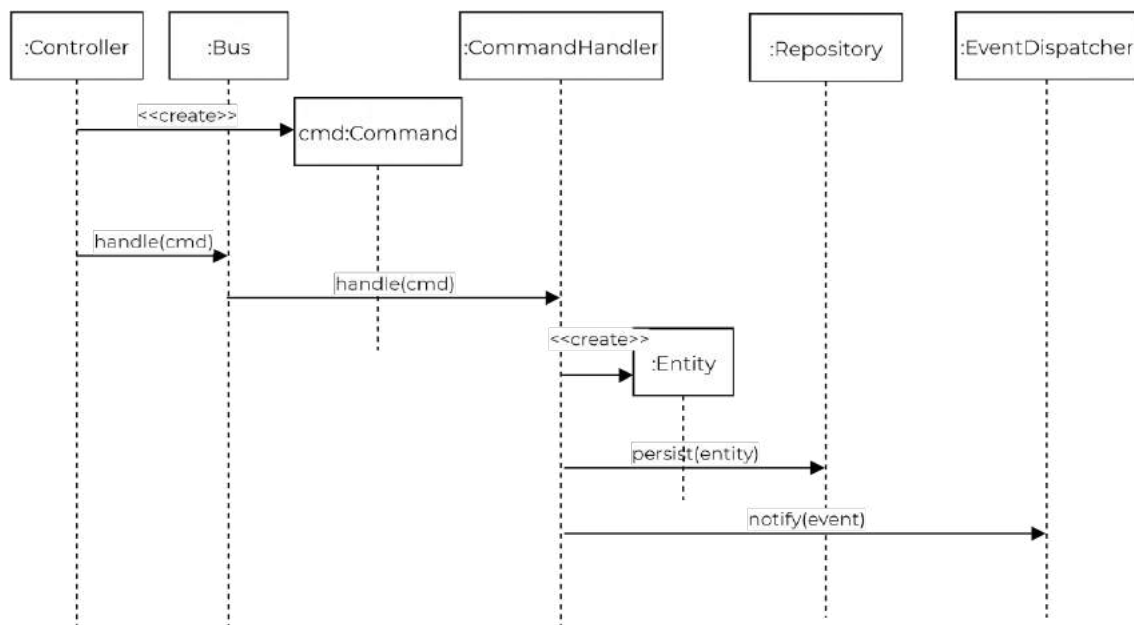 :Controller
:Bus
:CommandHandler
:Repository
:EventDispatcher
<<create>>
cmd:Command
handle(cmd)
handle(cmd)
<<create>>
:Entity
persist(entity)
notify(event)